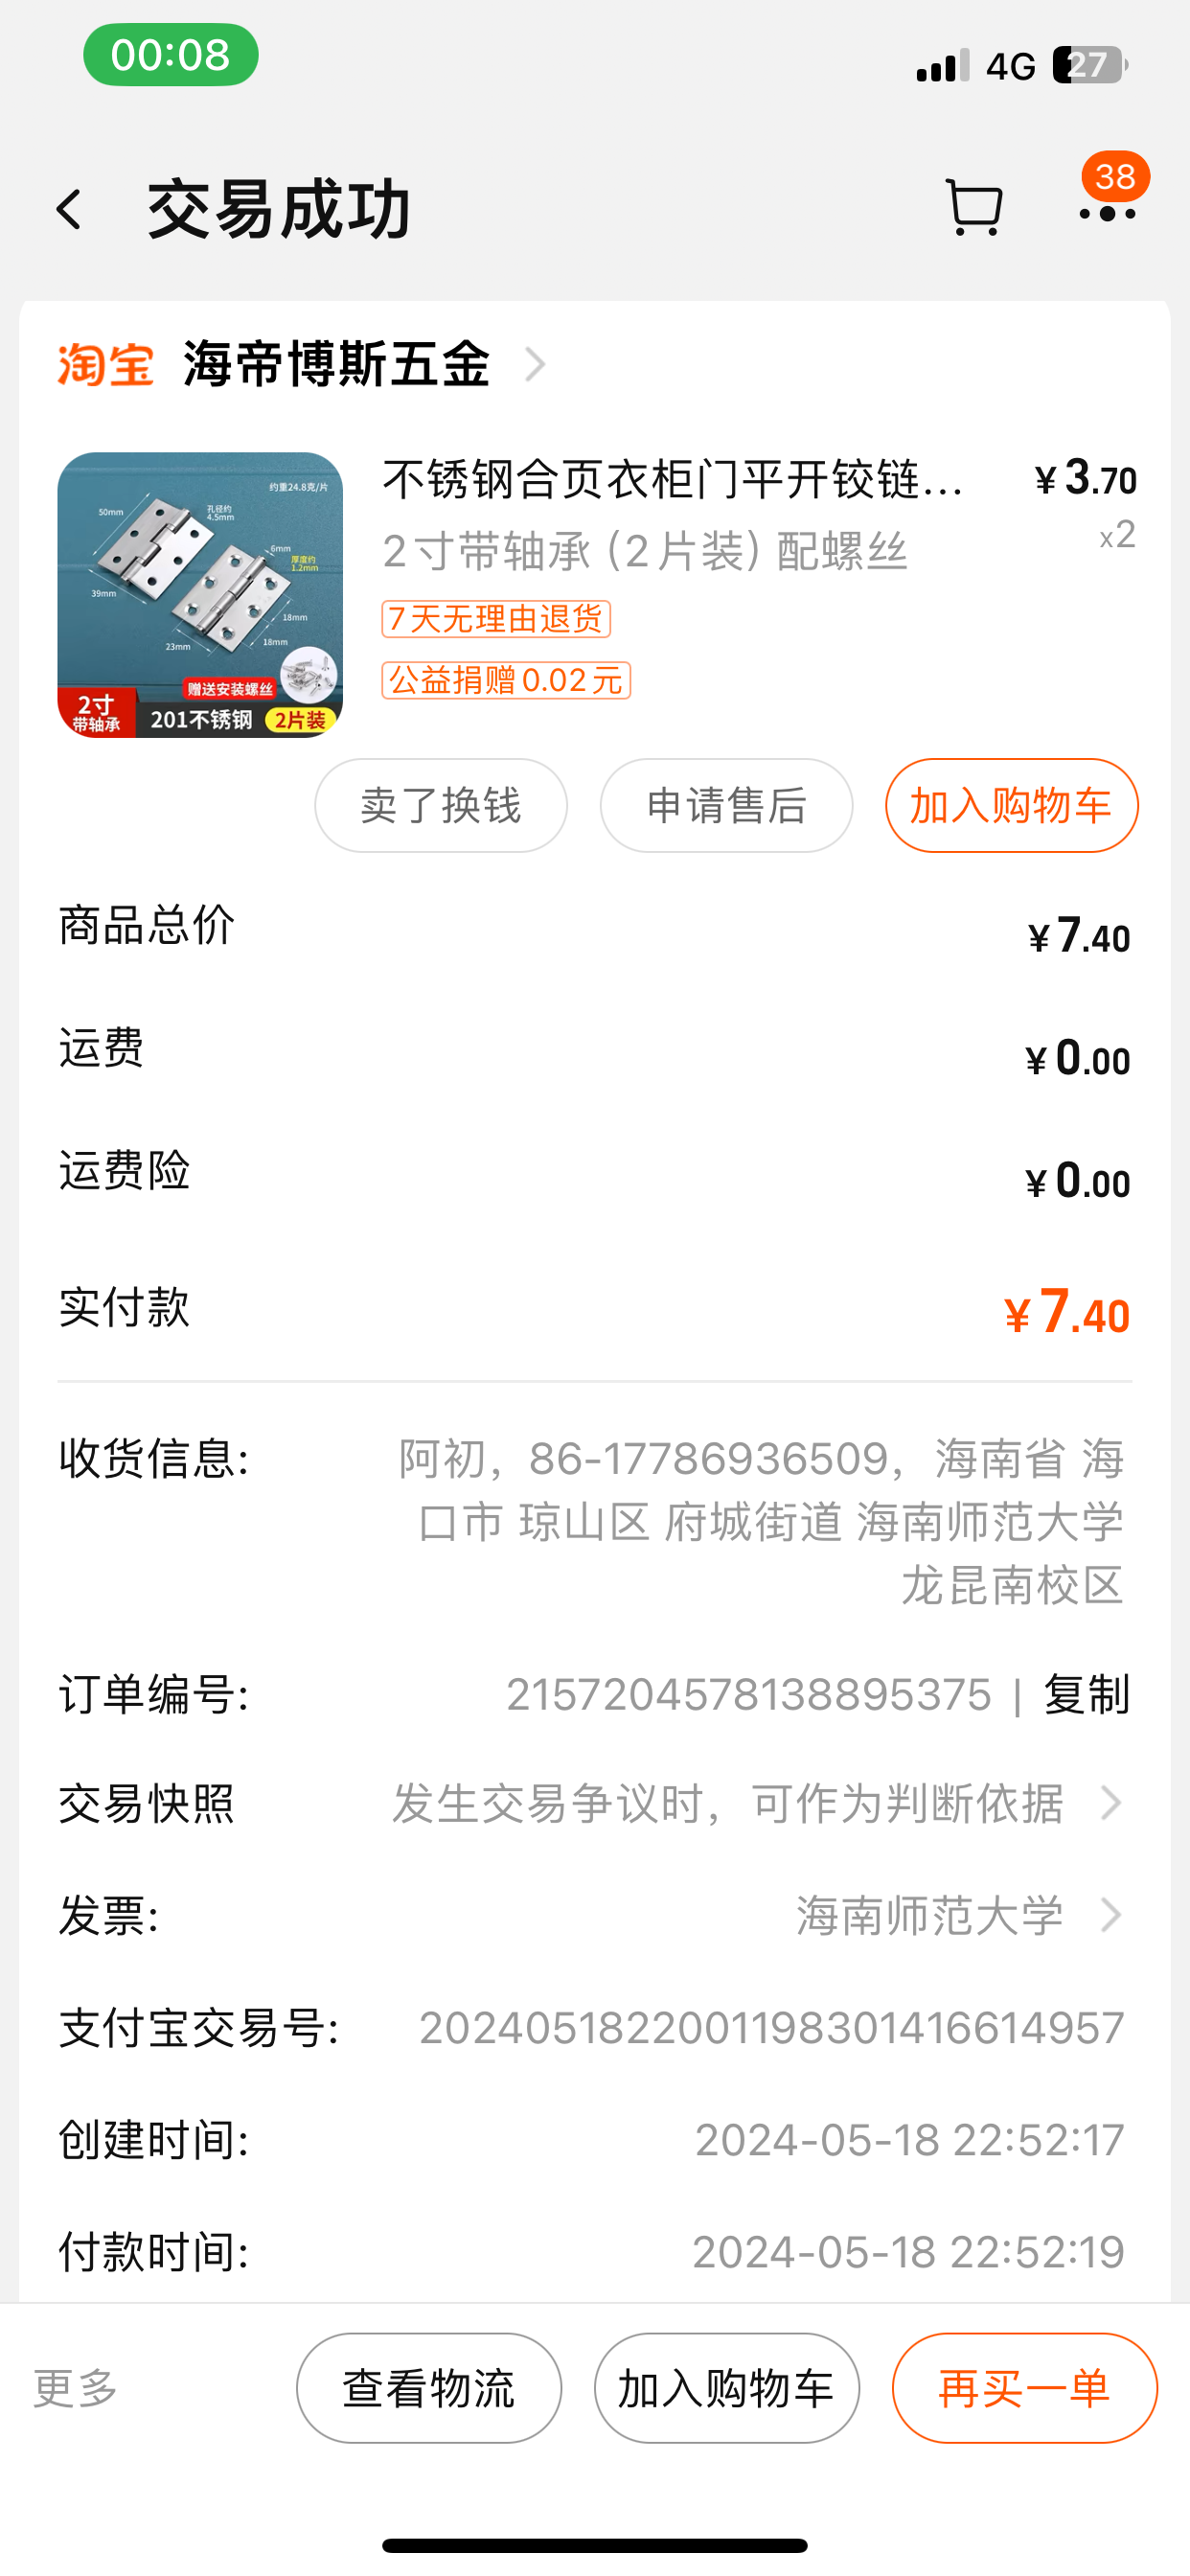 00:08
4G 27
交易成功
38
淘宝 海帝博斯五金
不锈钢合页衣柜门平开铰链... ¥3.70
2寸带轴承（2片装）配螺丝 x2
7天无理由退货
公益捐赠0.02元
约重24.8克/片
50mm
孔径约
4.5mm
6mm
厚度约
1.2mm
39mm
18mm
18mm
23mm
赠送安装螺丝
2寸
带轴承
201不锈钢
2片装
卖了换钱 申请售后 加入购物车
商品总价 ¥7.40
运费 ¥0.00
运费险 ¥0.00
实付款 ¥7.40
收货信息: 阿初，86-17786936509，海南省 海
口市 琼山区 府城街道 海南师范大学
龙昆南校区
订单编号: 2157204578138895375 | 复制
交易快照 发生交易争议时，可作为判断依据
发票: 海南师范大学
支付宝交易号: 2024051822001198301416614957
创建时间: 2024-05-18 22:52:17
付款时间: 2024-05-18 22:52:19
更多 查看物流 加入购物车 再买一单